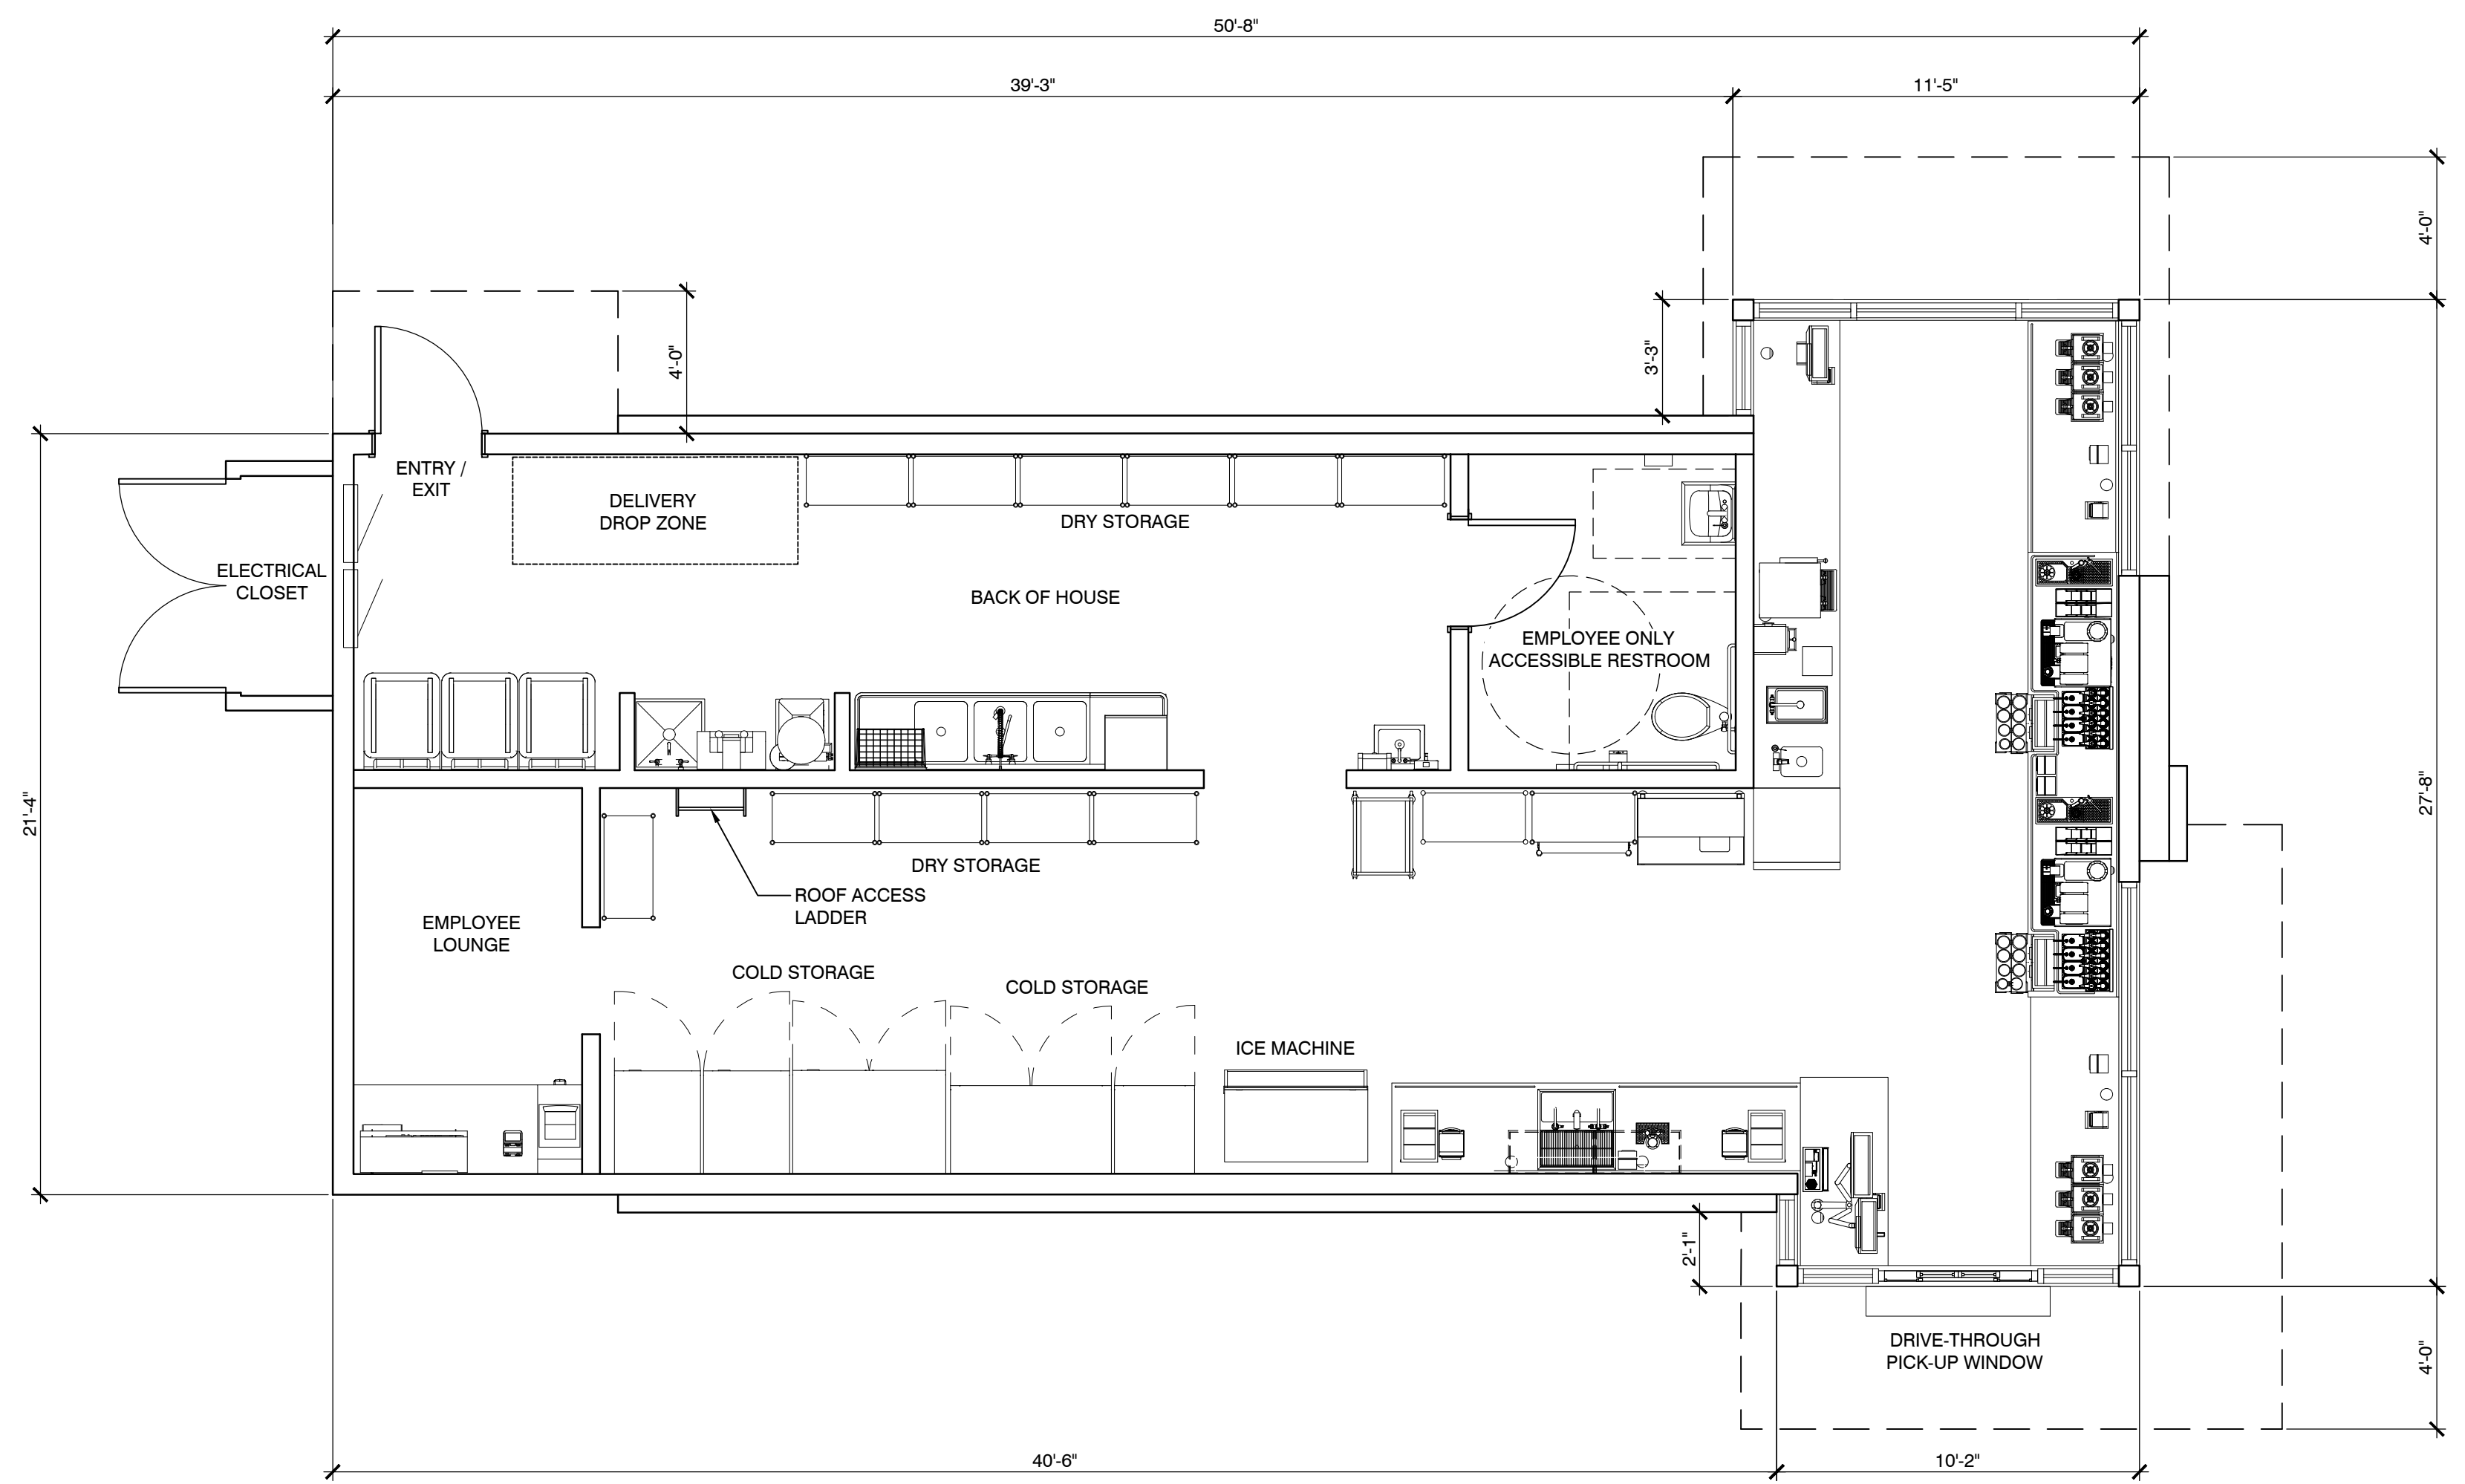 50'-8"
39'-3"
11'-5"
4'-0"
4'-0"
3'-3"
ENTRY /
EXIT
DELIVERY
DROP ZONE
DRY STORAGE
ELECTRICAL
CLOSET
BACK OF HOUSE
EMPLOYEE ONLY
ACCESSIBLE RESTROOM
21'-4"
27'-8"
DRY STORAGE
ROOF ACCESS
LADDER
EMPLOYEE
LOUNGE
COLD STORAGE
COLD STORAGE
ICE MACHINE
2'-1"
DRIVE-THROUGH
PICK-UP WINDOW
4'-0"
40'-6"
10'-2"